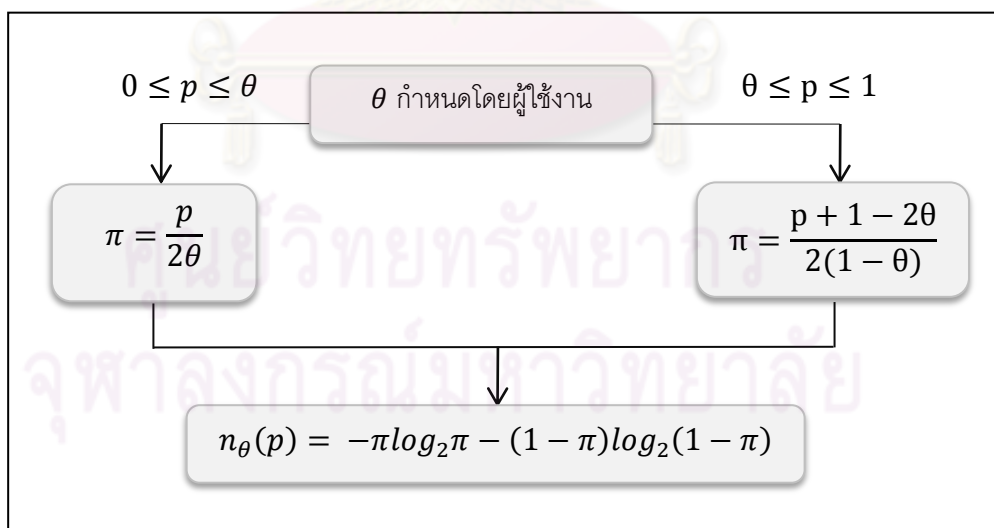 0 ≤ p ≤ θ
θ กำหนดโดยผู้ใช้งาน
θ ≤ p ≤ 1
π = p / 2θ
π = p + 1 − 2θ / 2(1 − θ)
ศูนย์วิทยทรัพยากร
จุฬาลงกรณ์มหาวิทยาลัย
n_θ(p) = −πlog₂π − (1 − π)log₂(1 − π)